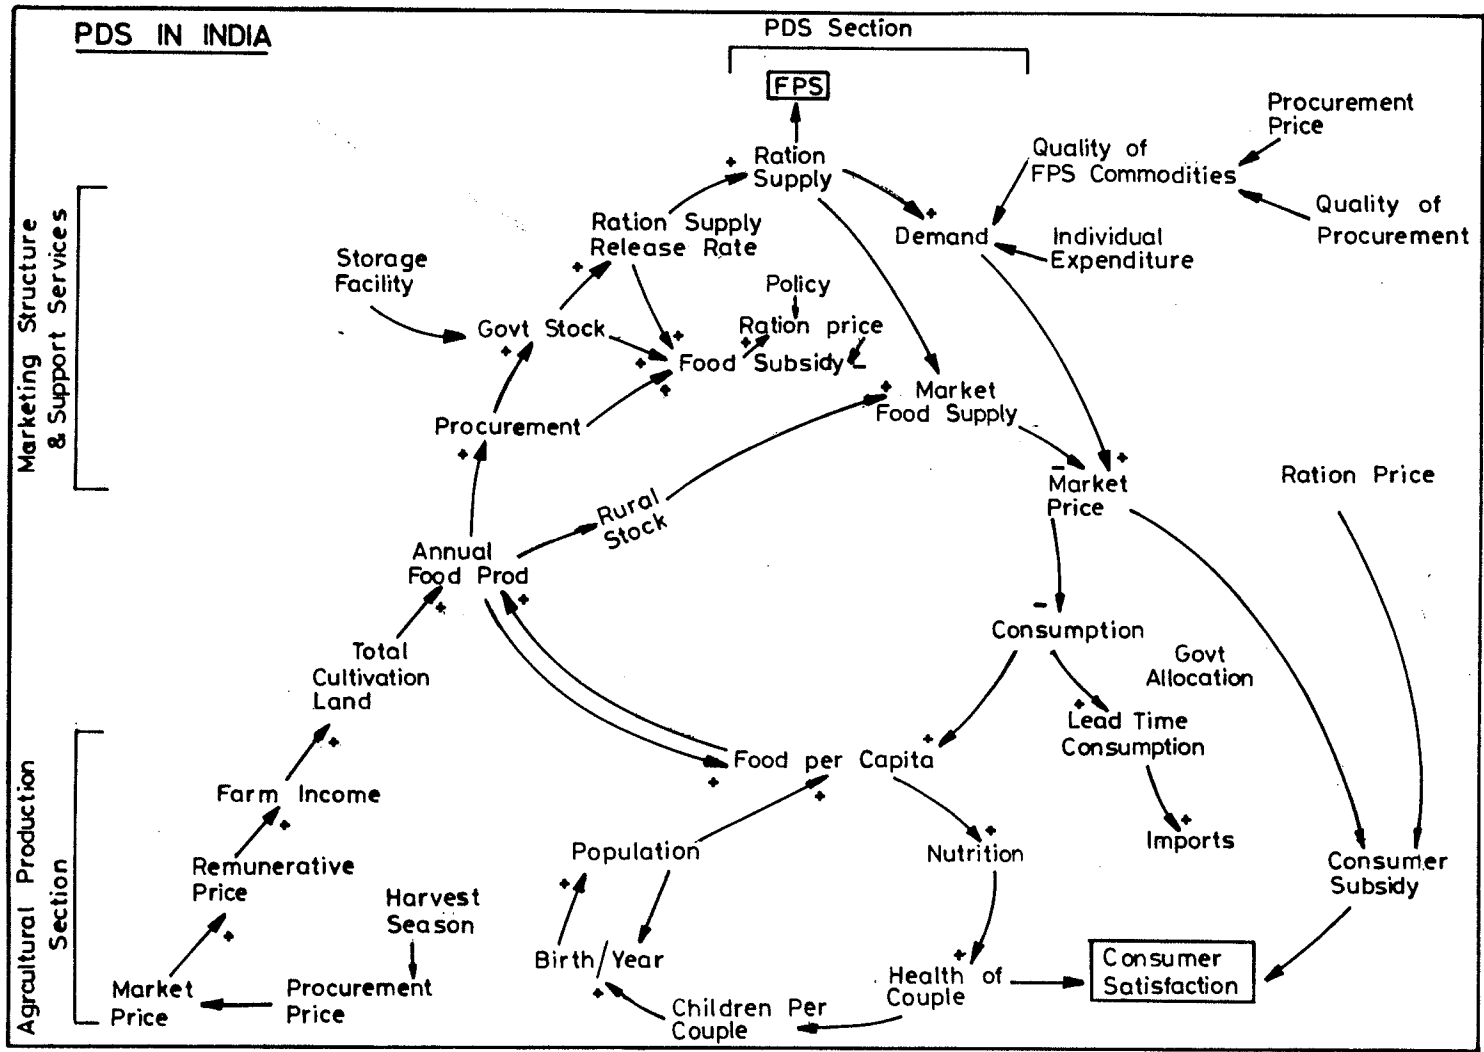 PDS IN INDIA
PDS Section
FPS
Procurement
Price
Ration
Supply
Quality of
FPS Commodities
Quality of
Procurement
Ration Supply
Release Rate
Demand
Individual
Expenditure
Marketing Structure
& Support Services
Storage
Facility
Policy
Govt Stock
Ration price
Food Subsidy
Market
Food Supply
Procurement
Market
Price
Ration Price
Rural
Stock
Annual
Food Prod
Consumption
Total
Cultivation
Land
Govt
Allocation
Lead Time
Consumption
Food per Capita
Farm Income
Imports
Agrcultural Production
Section
Remunerative
Price
Population
Nutrition
Consumer
Subsidy
Harvest
Season
Birth/Year
Health of
Couple
Consumer
Satisfaction
Market
Price
Procurement
Price
Children Per
Couple